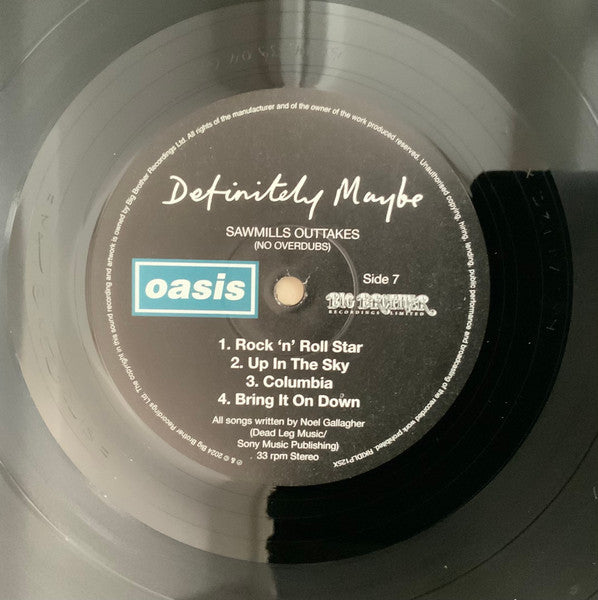 ℗ & © 2024 Big Brother Recordings Ltd. The copyright in this sound recording and artwork is owned by Big Brother Recordings Ltd. All rights of the manufacturer and of the owner of the work produced reserved. Unauthorised copying, hiring, lending, public performance and broadcasting of the recorded work prohibited. RKIDLP125X
Definitely Maybe
SAWMILLS OUTTAKES
(NO OVERDUBS)
oasis
Side 7
BIG BROTHER
RECORDINGS LIMITED
1. Rock 'n' Roll Star
2. Up In The Sky
3. Columbia
4. Bring It On Down
All songs written by Noel Gallagher
(Dead Leg Music/
Sony Music Publishing)
33 rpm Stereo